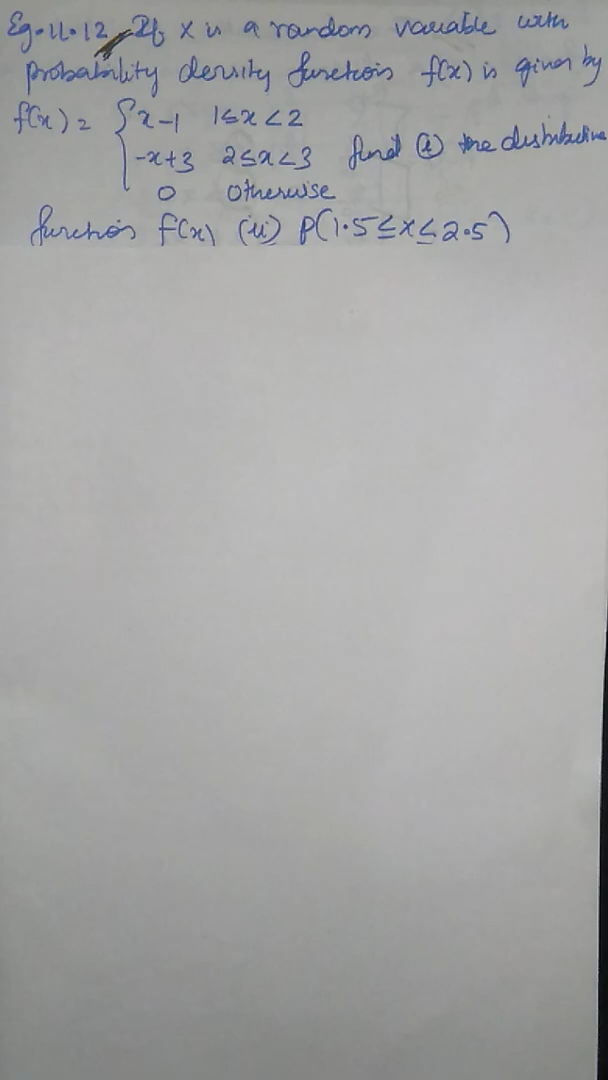 Eg-11.12 If X is a random variable with
probability density function f(x) is given by
f(x) = { x-1 1≤x<2
-x+3 2≤x<3 find (i) the distribution
0 otherwise
function f(x) (ii) P(1.5≤x≤2.5)